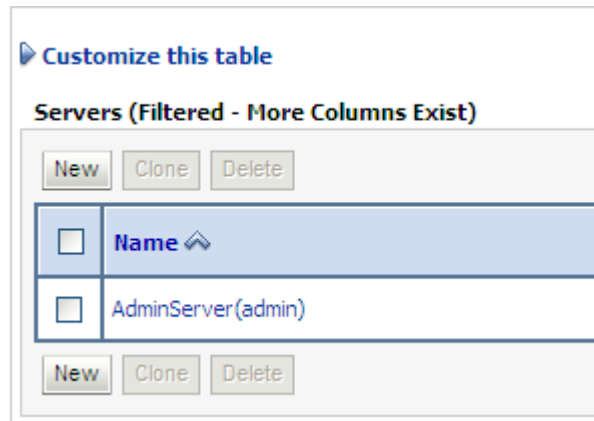 Customize this table
Servers (Filtered - More Columns Exist)
New Clone Delete
Name
AdminServer(admin)
New Clone Delete